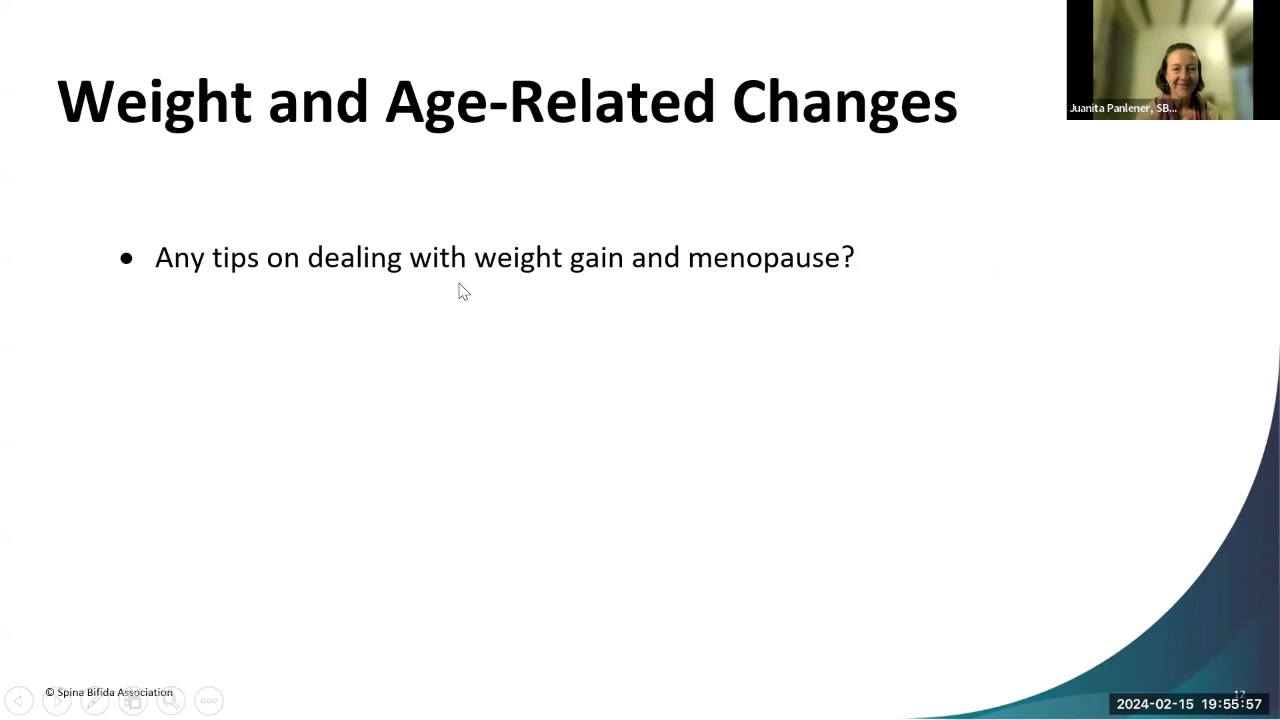 Weight and Age-Related Changes
Juanita Panlener, SB...
• Any tips on dealing with weight gain and menopause?
© Spina Bifida Association
12
2024-02-15 19:55:57